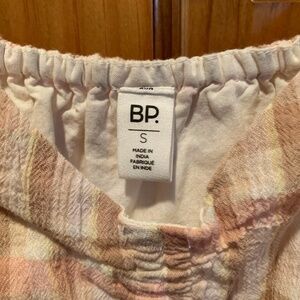 BP.
S
MADE IN
INDIA
FABRIQUÉ
EN INDE